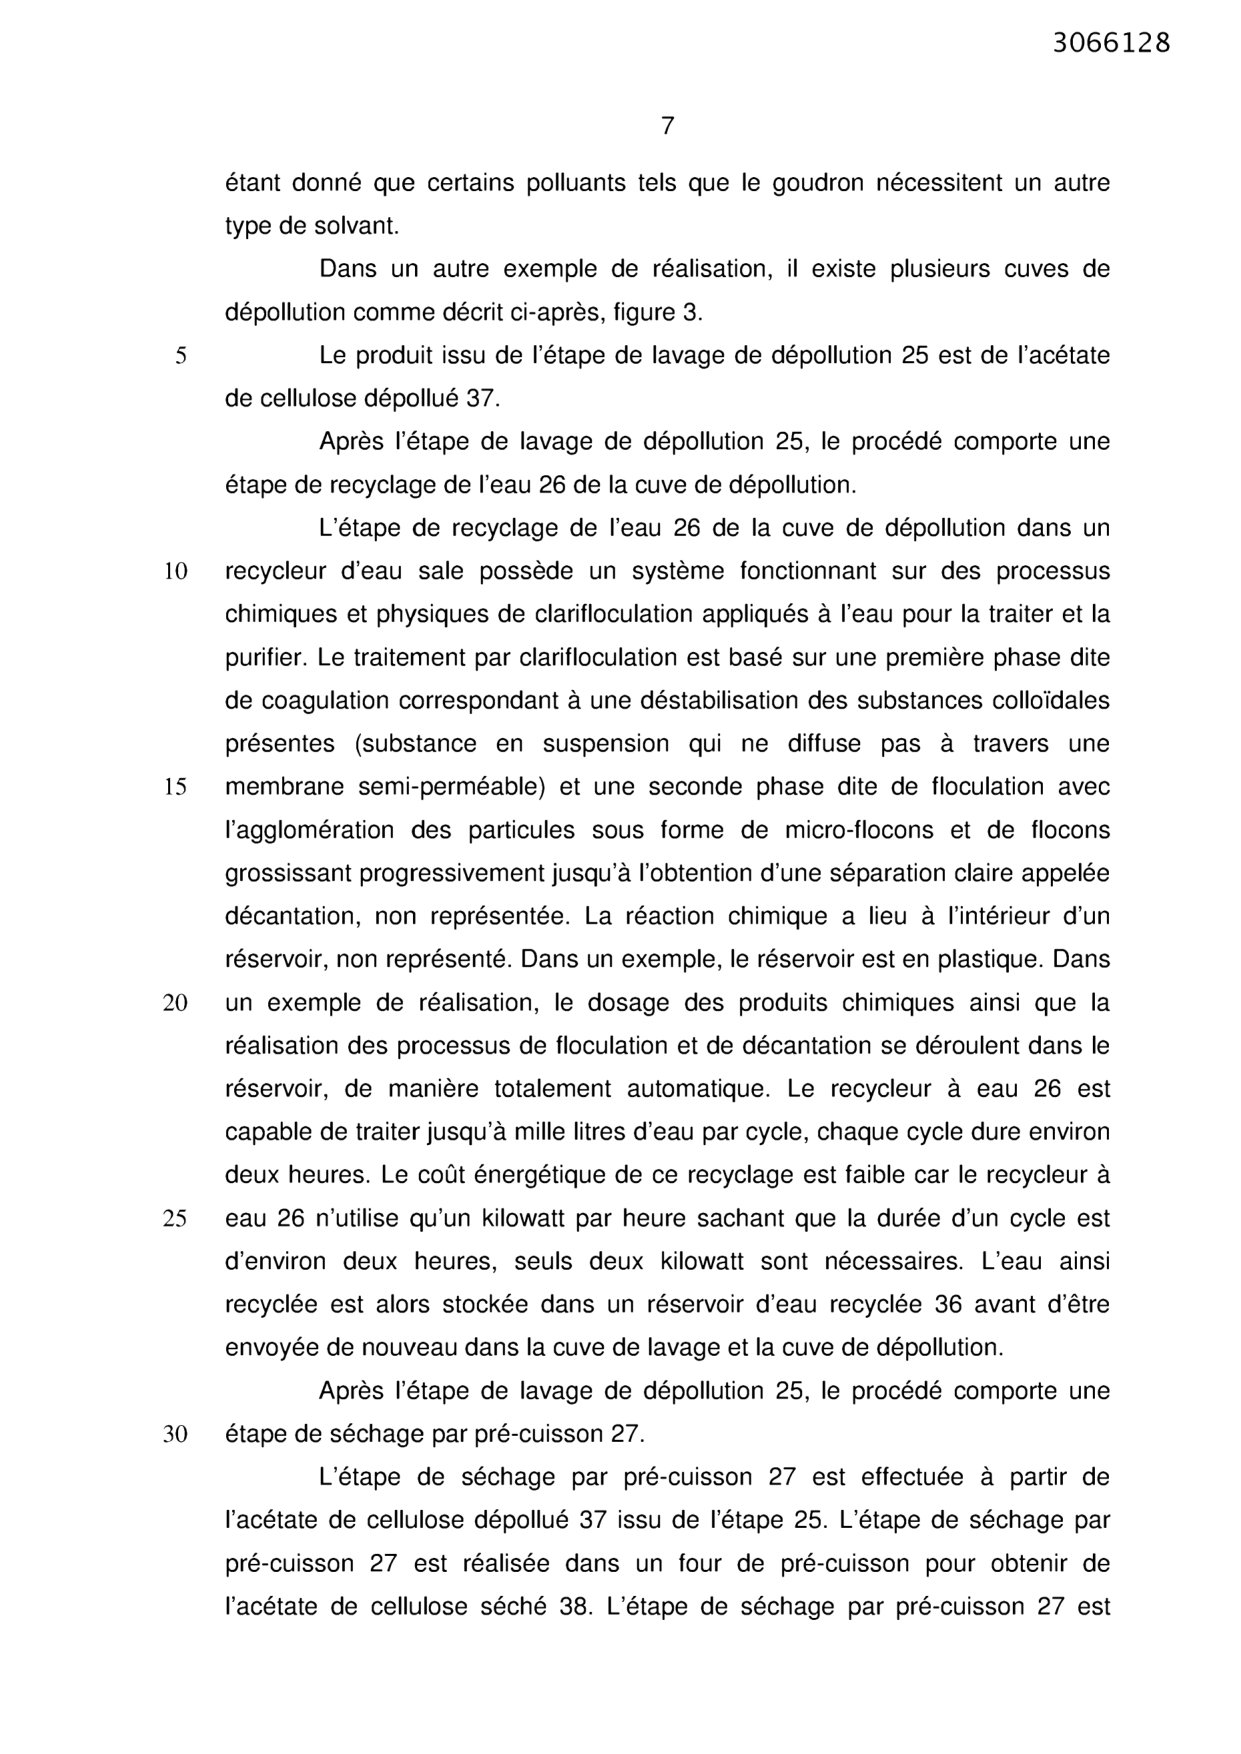 3066128
7
étant donné que certains polluants tels que le goudron nécessitent un autre
type de solvant.
Dans un autre exemple de réalisation, il existe plusieurs cuves de
dépollution comme décrit ci-après, figure 3.
5 Le produit issu de l'étape de lavage de dépollution 25 est de l'acétate
de cellulose dépollué 37.
Après l'étape de lavage de dépollution 25, le procédé comporte une
étape de recyclage de l'eau 26 de la cuve de dépollution.
L'étape de recyclage de l'eau 26 de la cuve de dépollution dans un
10 recycleur d'eau sale possède un système fonctionnant sur des processus
chimiques et physiques de clarifloculation appliqués à l'eau pour la traiter et la
purifier. Le traitement par clarifloculation est basé sur une première phase dite
de coagulation correspondant à une déstabilisation des substances colloïdales
présentes (substance en suspension qui ne diffuse pas à travers une
15 membrane semi-perméable) et une seconde phase dite de floculation avec
l'agglomération des particules sous forme de micro-flocons et de flocons
grossissant progressivement jusqu'à l'obtention d'une séparation claire appelée
décantation, non représentée. La réaction chimique a lieu à l'intérieur d'un
réservoir, non représenté. Dans un exemple, le réservoir est en plastique. Dans
20 un exemple de réalisation, le dosage des produits chimiques ainsi que la
réalisation des processus de floculation et de décantation se déroulent dans le
réservoir, de manière totalement automatique. Le recycleur à eau 26 est
capable de traiter jusqu'à mille litres d'eau par cycle, chaque cycle dure environ
deux heures. Le coût énergétique de ce recyclage est faible car le recycleur à
25 eau 26 n'utilise qu'un kilowatt par heure sachant que la durée d'un cycle est
d'environ deux heures, seuls deux kilowatt sont nécessaires. L'eau ainsi
recyclée est alors stockée dans un réservoir d'eau recyclée 36 avant d'être
envoyée de nouveau dans la cuve de lavage et la cuve de dépollution.
Après l'étape de lavage de dépollution 25, le procédé comporte une
30 étape de séchage par pré-cuisson 27.
L'étape de séchage par pré-cuisson 27 est effectuée à partir de
l'acétate de cellulose dépollué 37 issu de l'étape 25. L'étape de séchage par
pré-cuisson 27 est réalisée dans un four de pré-cuisson pour obtenir de
l'acétate de cellulose séché 38. L'étape de séchage par pré-cuisson 27 est